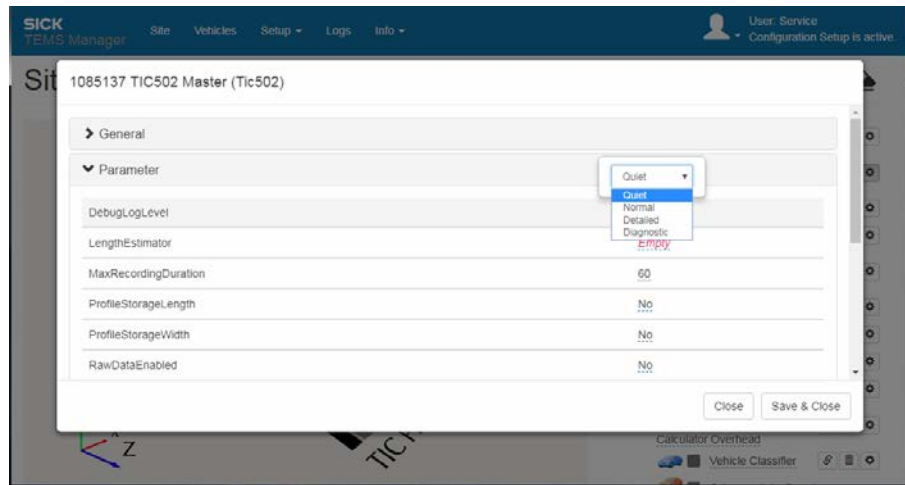 SICK
TEMS Manager
Site Vehicles Setup Logs Info
User: Service
Configuration Setup is active.
Sit
1085137 TIC502 Master (Tic502)
General
Parameter
Quiet
Quiet
Normal
Detailed
Diagnostic
DebugLogLevel
LengthEstimator Empty
MaxRecordingDuration 60
ProfileStorageLength No
ProfileStorageWidth No
RawDataEnabled No
Close Save & Close
Z
TIC
Calculator Overhead
Vehicle Classifier